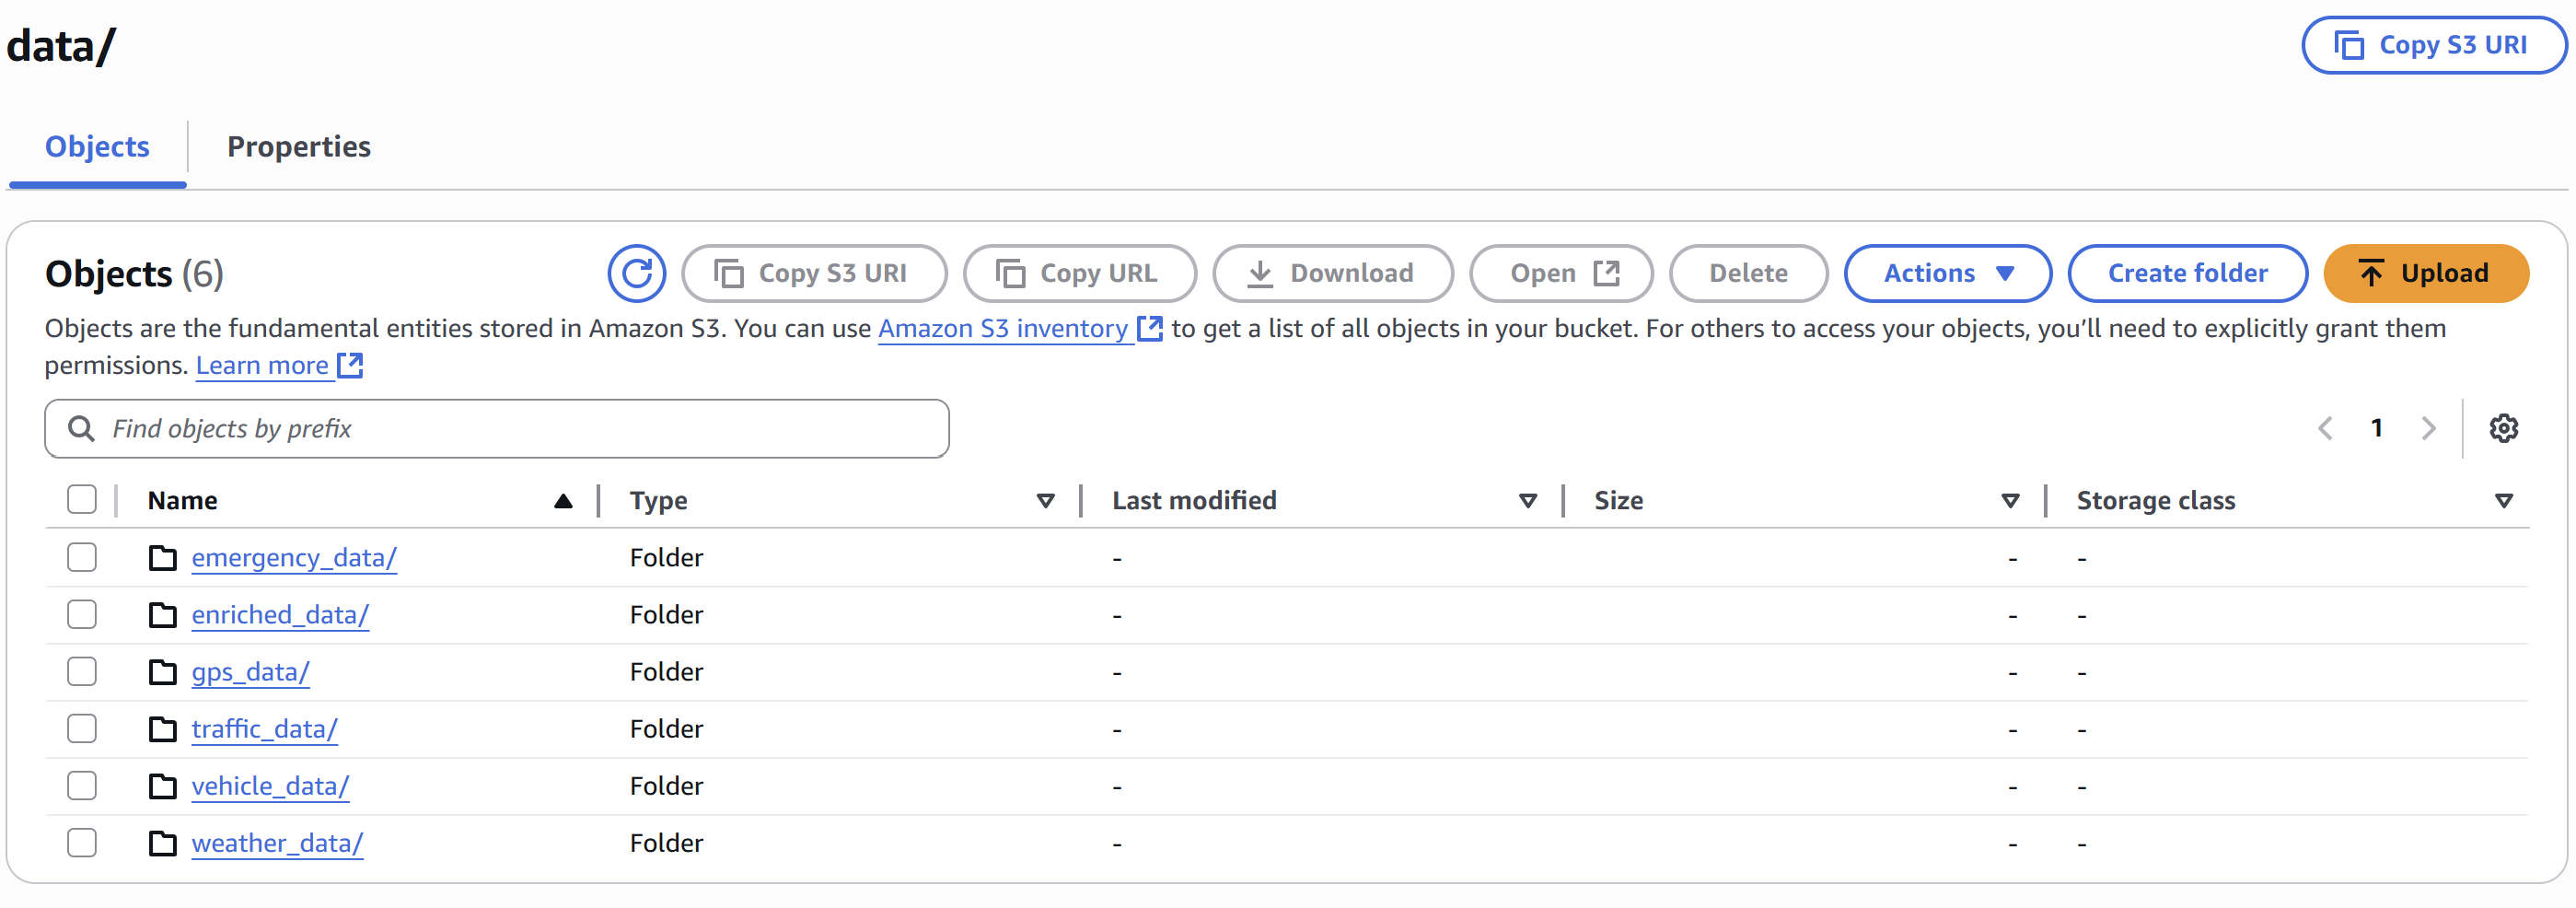 data/
Copy S3 URI
Objects
Properties
Objects (6)
Copy S3 URI
Copy URL
Download
Open
Delete
Actions
Create folder
Upload
Objects are the fundamental entities stored in Amazon S3. You can use Amazon S3 inventory to get a list of all objects in your bucket. For others to access your objects, you’ll need to explicitly grant them
permissions. Learn more
Find objects by prefix
1
Name Type Last modified Size Storage class
emergency_data/ Folder - - -
enriched_data/ Folder - - -
gps_data/ Folder - - -
traffic_data/ Folder - - -
vehicle_data/ Folder - - -
weather_data/ Folder - - -